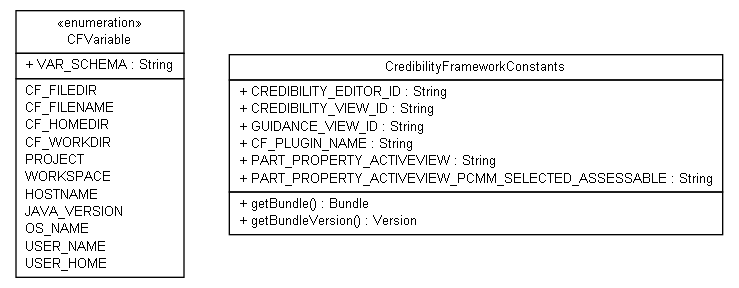 «enumeration»
CFVariable
+ VAR_SCHEMA : String
CF_FILEDIR
CF_FILENAME
CF_HOMEDIR
CF_WORKDIR
PROJECT
WORKSPACE
HOSTNAME
JAVA_VERSION
OS_NAME
USER_NAME
USER_HOME
CredibilityFrameworkConstants
+ CREDIBILITY_EDITOR_ID : String
+ CREDIBILITY_VIEW_ID : String
+ GUIDANCE_VIEW_ID : String
+ CF_PLUGIN_NAME : String
+ PART_PROPERTY_ACTIVEVIEW : String
+ PART_PROPERTY_ACTIVEVIEW_PCMM_SELECTED_ASSESSABLE : String
+ getBundle() : Bundle
+ getBundleVersion() : Version